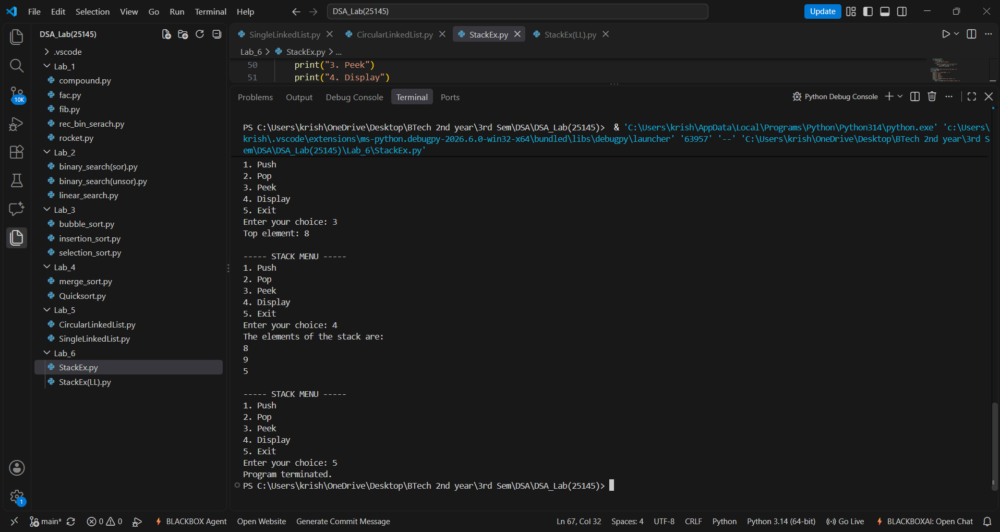 File Edit Selection View Go Run Terminal Help
DSA_Lab(25145)
Update
DSA_Lab(25145)
.vscode
Lab_1
compound.py
fac.py
fib.py
rec_bin_serach.py
rocket.py
Lab_2
binary_search(sor).py
binary_search(unsor).py
linear_search.py
Lab_3
bubble_sort.py
insertion_sort.py
selection_sort.py
Lab_4
merge_sort.py
Quicksort.py
Lab_5
CircularLinkedList.py
SingleLinkedList.py
Lab_6
StackEx.py
StackEx(LL).py
10K
1
SingleLinkedList.py CircularLinkedList.py StackEx.py StackEx(LL).py
Lab_6 > StackEx.py > ...
50 print("3. Peek")
51 print("4. Display")
Problems Output Debug Console Terminal Ports
Python Debug Console
PS C:\Users\krish\OneDrive\Desktop\BTech 2nd year\3rd Sem\DSA\DSA_Lab(25145)> & 'C:\Users\krish\AppData\Local\Programs\Python\Python314\python.exe' 'c:\Users\
krish\.vscode\extensions\ms-python.debugpy-2026.6.0-win32-x64\bundled\libs\debugpy\launcher' '63957' '--' 'C:\Users\krish\OneDrive\Desktop\BTech 2nd year\3rd S
em\DSA\DSA_Lab(25145)\Lab_6\StackEx.py'
1. Push
2. Pop
3. Peek
4. Display
5. Exit
Enter your choice: 3
Top element: 8
----- STACK MENU -----
1. Push
2. Pop
3. Peek
4. Display
5. Exit
Enter your choice: 4
The elements of the stack are:
8
9
5
----- STACK MENU -----
1. Push
2. Pop
3. Peek
4. Display
5. Exit
Enter your choice: 5
Program terminated.
PS C:\Users\krish\OneDrive\Desktop\BTech 2nd year\3rd Sem\DSA\DSA_Lab(25145)>
main* 0 0 BLACKBOX Agent Open Website Generate Commit Message Ln 67, Col 32 Spaces: 4 UTF-8 CRLF Python Python 3.14 (64-bit) Go Live BLACKBOXAI: Open Chat